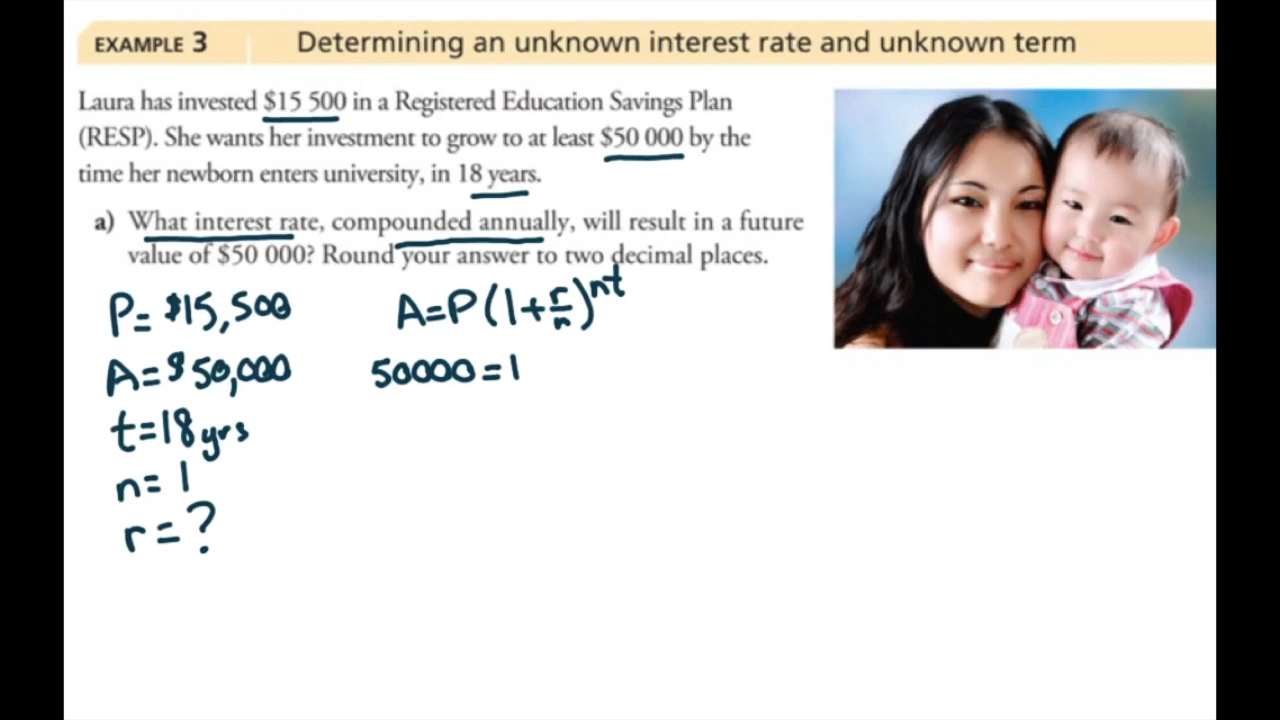 EXAMPLE 3 Determining an unknown interest rate and unknown term
Laura has invested $15 500 in a Registered Education Savings Plan
(RESP). She wants her investment to grow to at least $50 000 by the
time her newborn enters university, in 18 years.
a) What interest rate, compounded annually, will result in a future
value of $50 000? Round your answer to two decimal places.
P= $15,500 A=P(1+r/n)^nt
A=$50,000 50000=1
t=18yrs
n=1
r=?